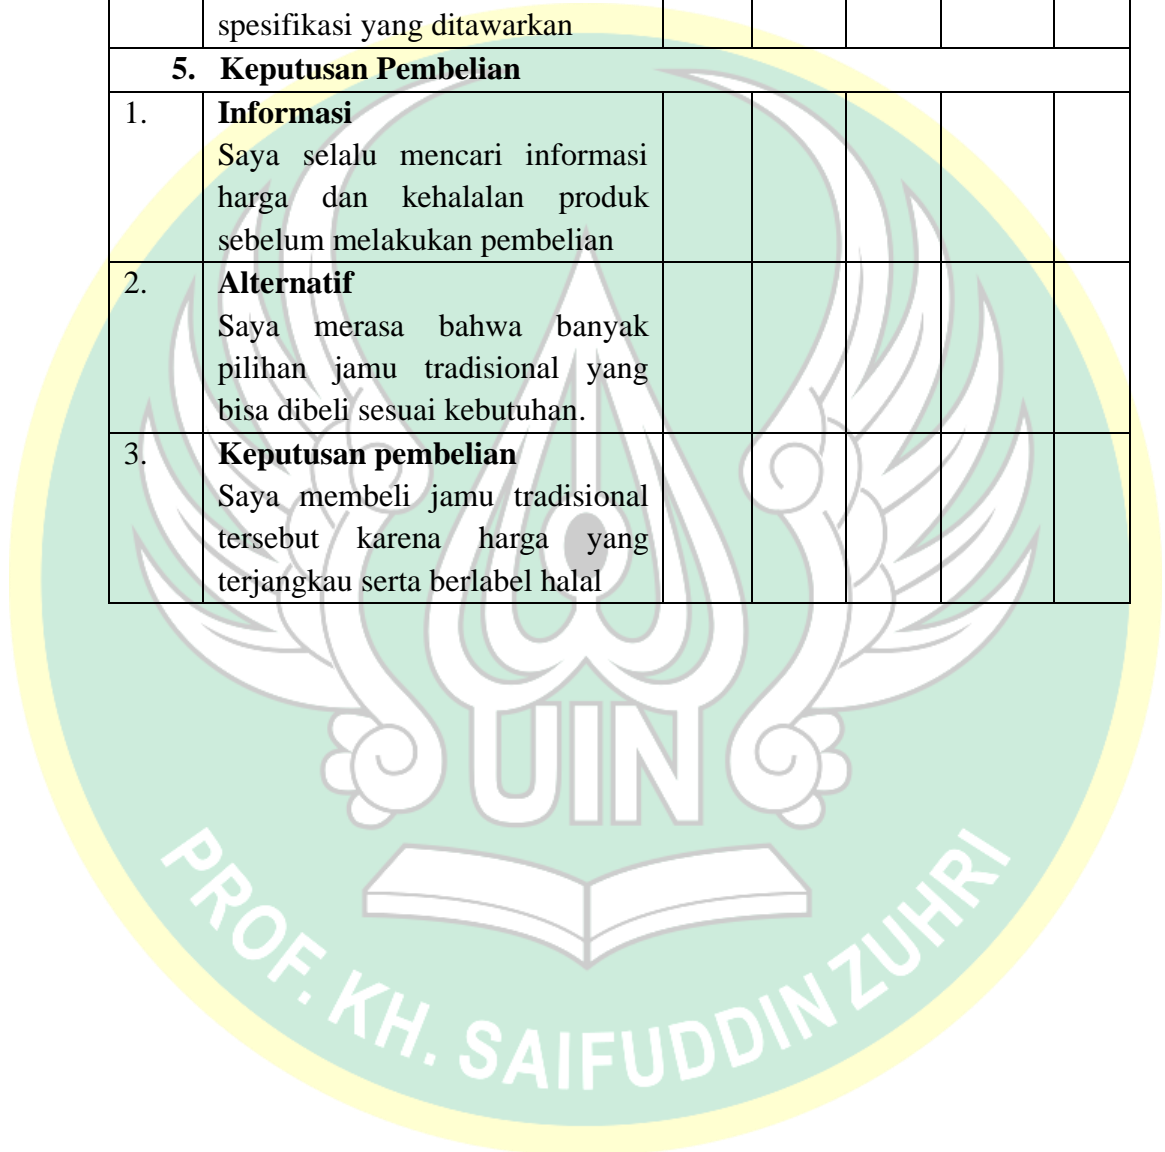 spesifikasi yang ditawarkan
5. Keputusan Pembelian
1. Informasi
Saya selalu mencari informasi
harga dan kehalalan produk
sebelum melakukan pembelian
2. Alternatif
Saya merasa bahwa banyak
pilihan jamu tradisional yang
bisa dibeli sesuai kebutuhan.
3. Keputusan pembelian
Saya membeli jamu tradisional
tersebut karena harga yang
terjangkau serta berlabel halal
UIN
PROF. KH. SAIFUDDIN ZUHRI